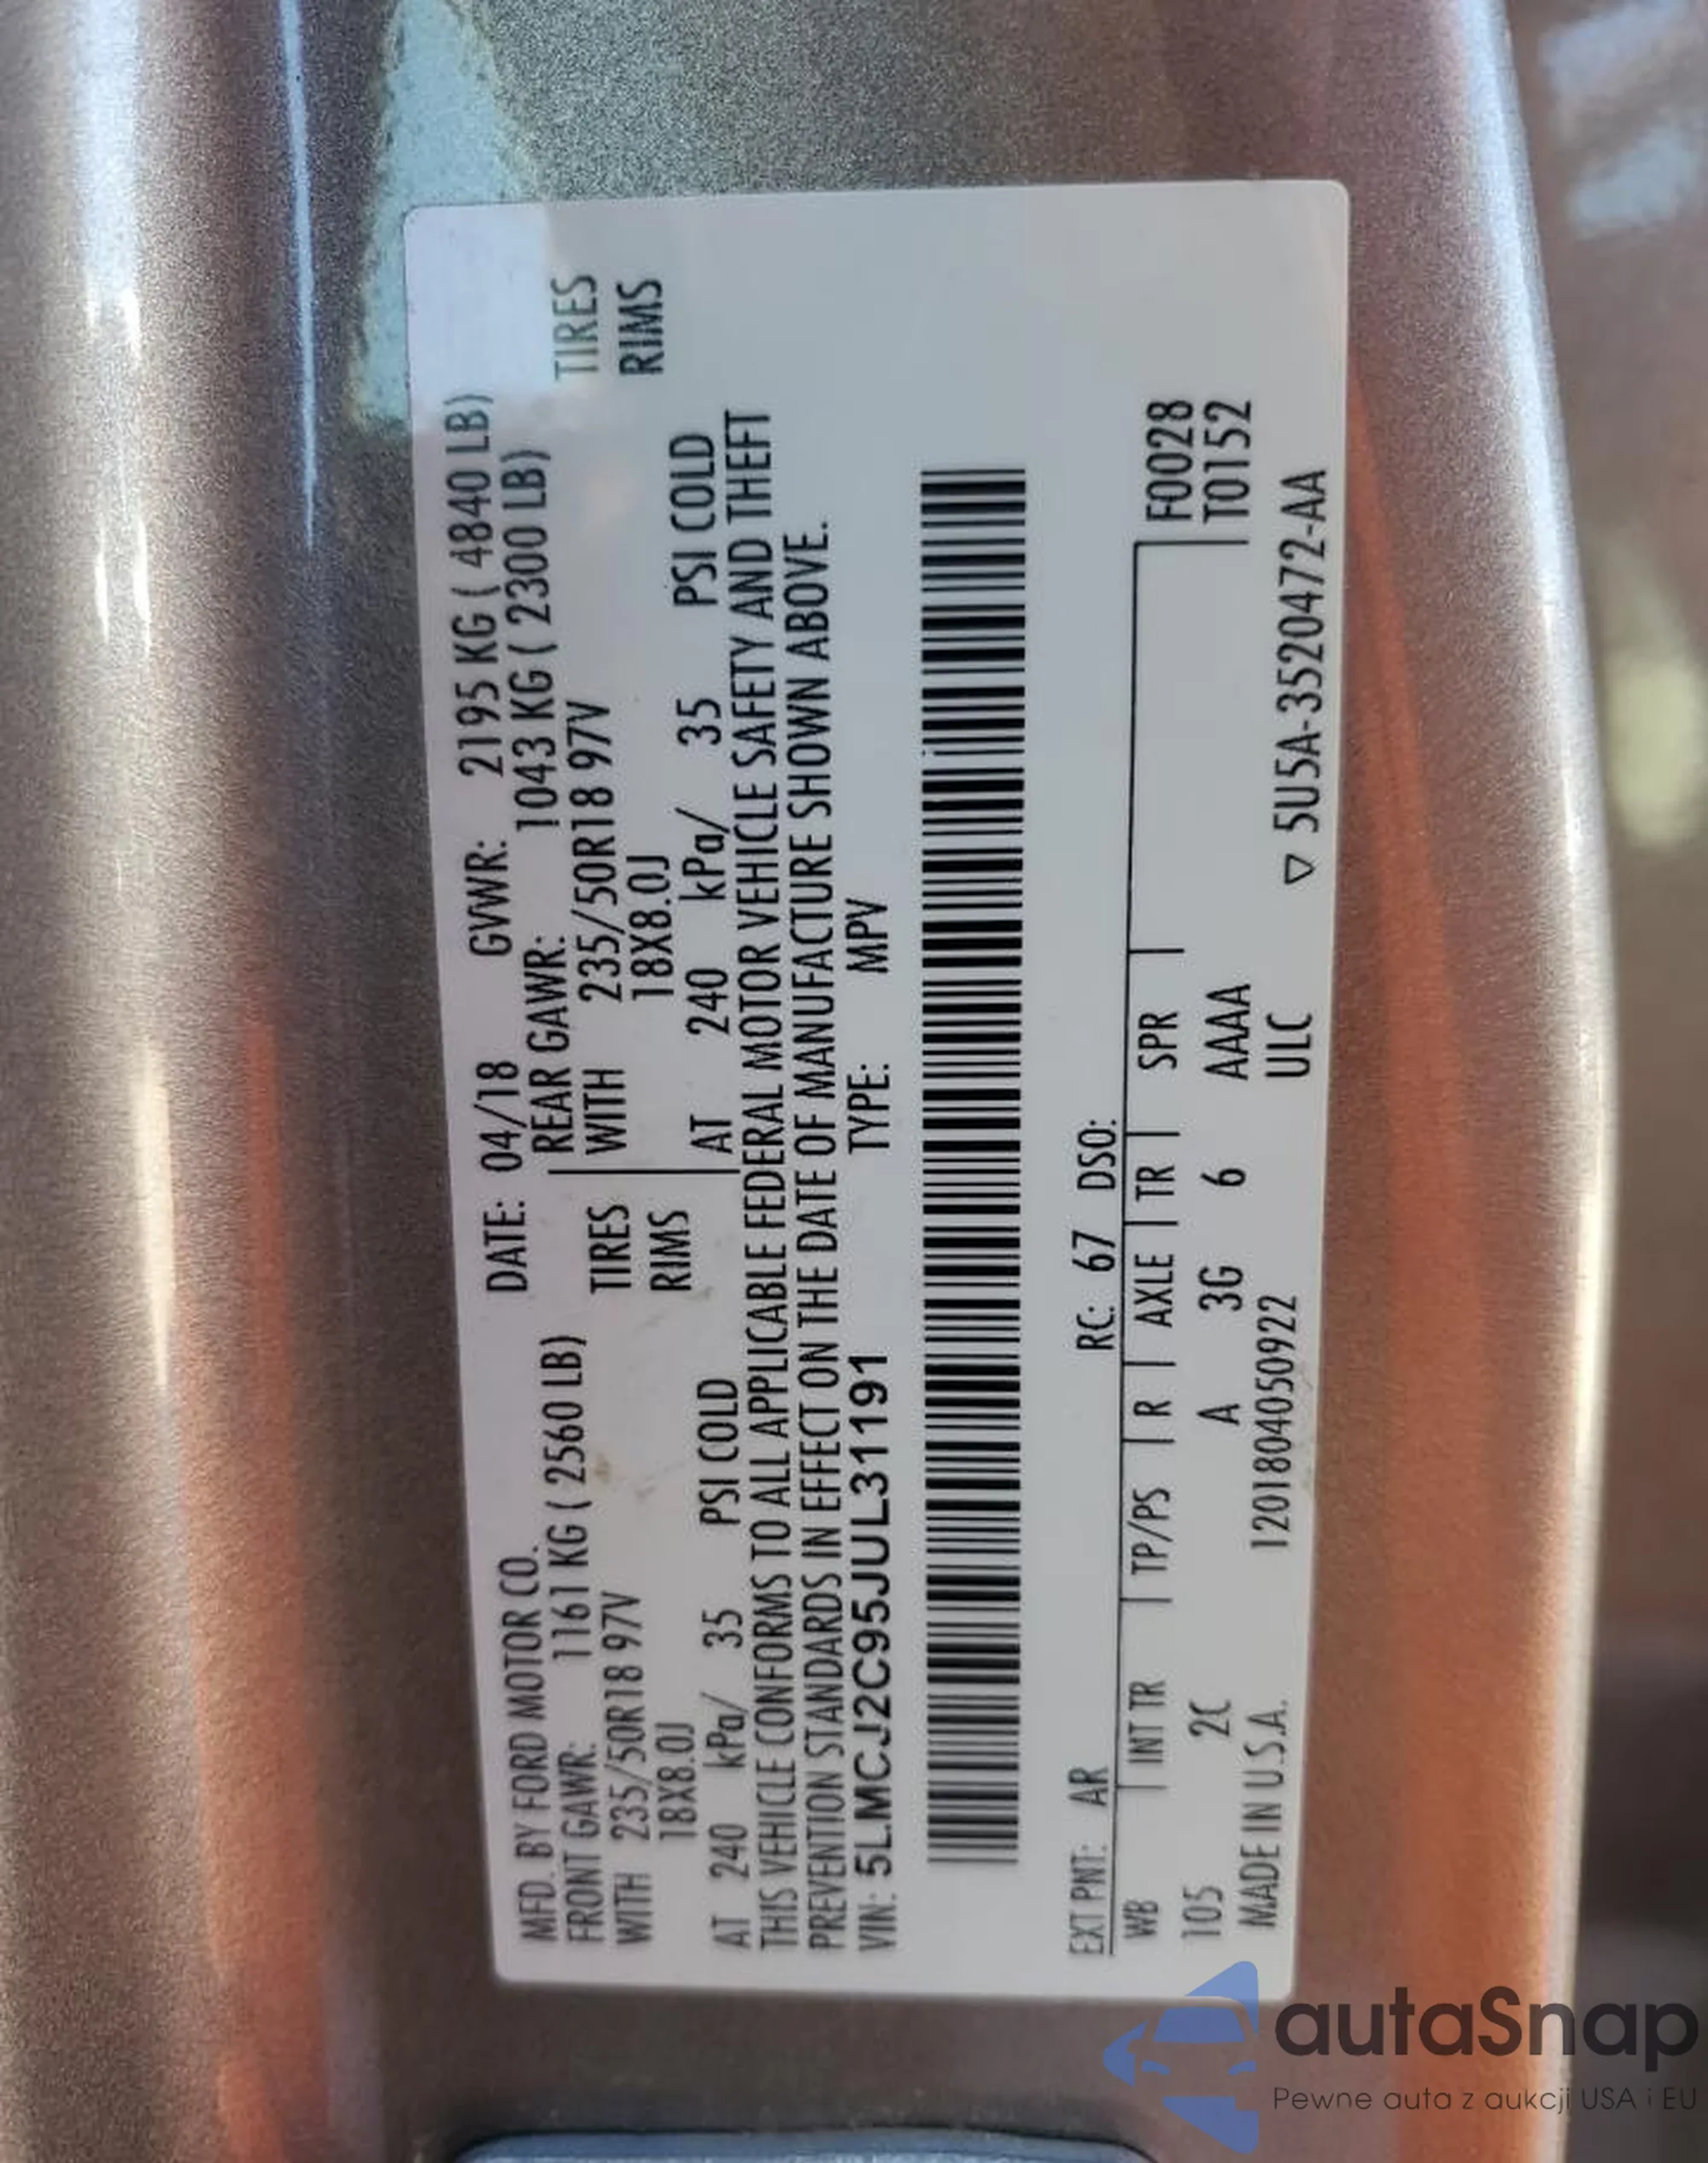 MFD. BY FORD MOTOR CO. DATE: 04/18 GVWR: 2195 KG ( 4840 LB)
FRONT GAWR: 1161 KG ( 2560 LB) REAR GAWR: 1043 KG ( 2300 LB)
WITH 235/50R18 97V TIRES WITH 235/50R18 97V TIRES
18X8.0J RIMS 18X8.0J RIMS
AT 240 kPa/ 35 PSI COLD AT 240 kPa/ 35 PSI COLD
THIS VEHICLE CONFORMS TO ALL APPLICABLE FEDERAL MOTOR VEHICLE SAFETY AND THEFT
PREVENTION STANDARDS IN EFFECT ON THE DATE OF MANUFACTURE SHOWN ABOVE.
VIN: 5LMCJ2C95JUL31191 TYPE: MPV
EXT PNT: AR RC: 67 DSO:
WB INT TR TP/PS R AXLE TR SPR F0028
105 2C A 3G 6 AAAA T0152
MADE IN U.S.A. 120180405092​2 ULC ▽ 5U5A-3520472-AA
autaSnap
Pewne auta z aukcji USA i EU